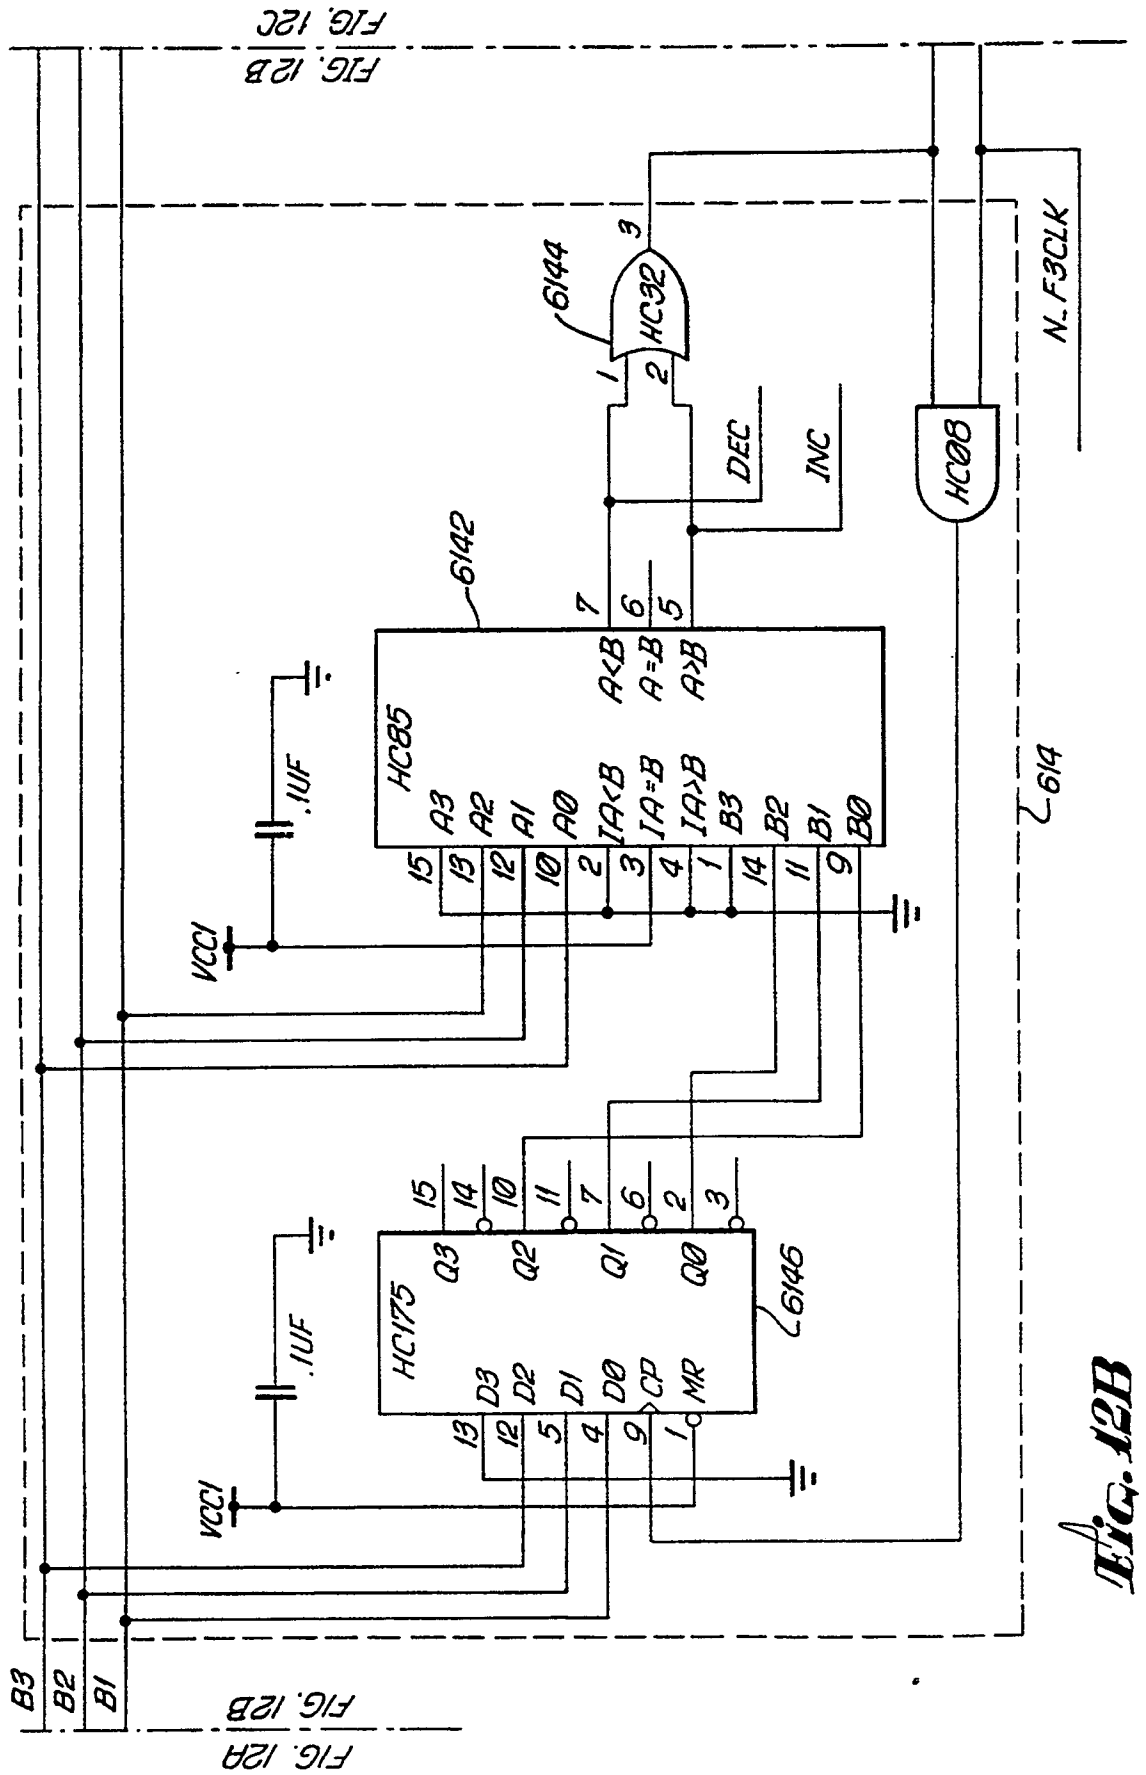 FIG. 12A
FIG. 12B
B3
B2
B1
VCC1
.1UF
HC175
13 D3
12 D2
5 D1
4 D0
9 CP
1 MR
Q3 15
14
Q2 10
11
Q1 7
6
Q0 2
3
6146
VCC1
.1UF
HC85
15 A3
13 A2
12 A1
10 A0
2 IA<B
3 IA=B
4 IA>B
1 B3
14 B2
11 B1
9 B0
A<B 7
A=B 6
A>B 5
6142
DEC
INC
1
2
HC32
3
6144
HC08
N_F3CLK
614
FIG. 12B
FIG. 12C
Fig. 12B